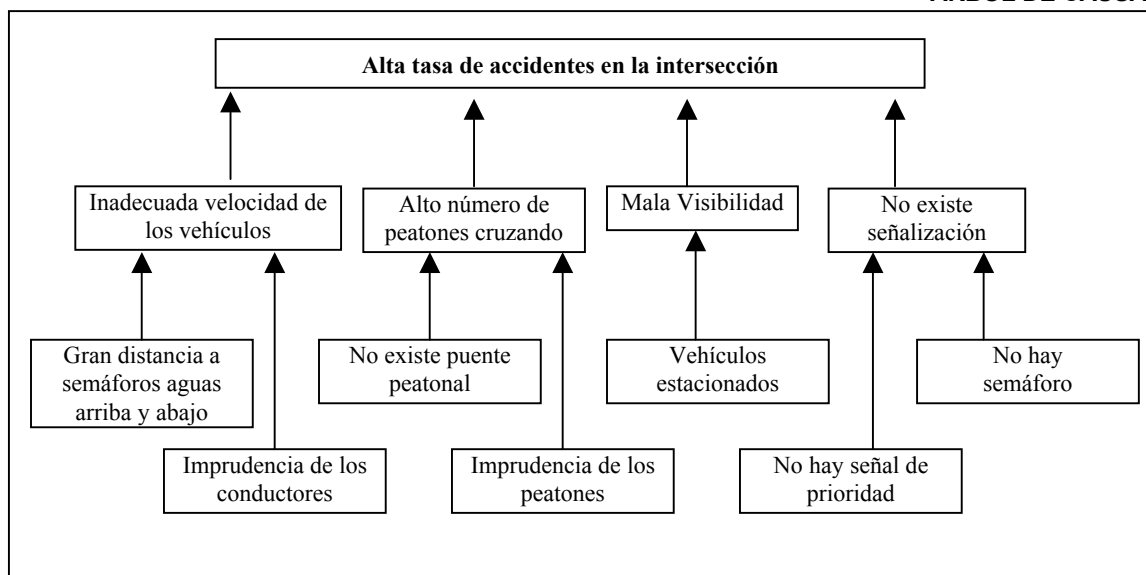 Alta tasa de accidentes en la intersección
Inadecuada velocidad de
los vehículos
Alto número de
peatones cruzando
Mala Visibilidad
No existe
señalización
Gran distancia a
semáforos aguas
arriba y abajo
No existe puente
peatonal
Vehículos
estacionados
No hay
semáforo
Imprudencia de los
conductores
Imprudencia de los
peatones
No hay señal de
prioridad